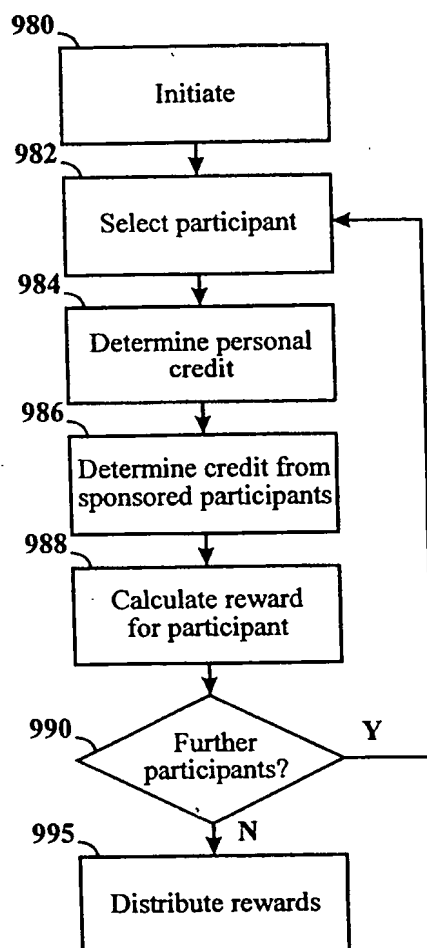 980
Initiate
982
Select participant
984
Determine personal
credit
986
Determine credit from
sponsored participants
988
Calculate reward
for participant
990
Further
participants?
Y
N
995
Distribute rewards